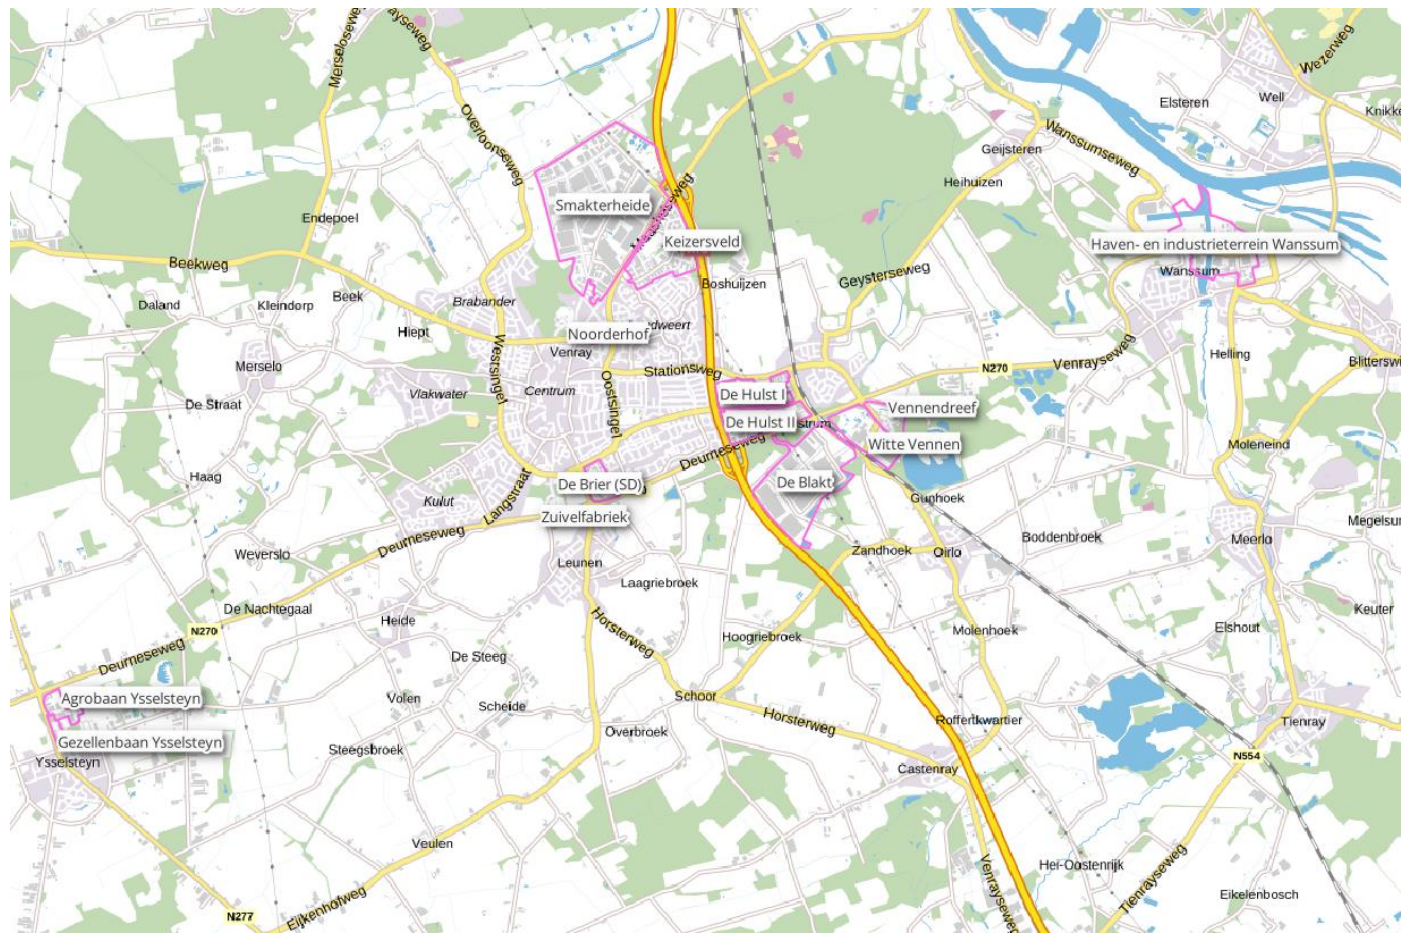 Merseloseweg
Overloonseweg
Wezerweg
Elsteren
Well
Wanssumseweg
Geijsteren
Heihuizen
Smakterheide
Endepoel
Keizersveld
Haven- en industrieterrein Wanssum
Beekweg
Boshuijzen
Geysterseweg
Wanssum
Daland
Kleindorp
Beek
Brabander
Hiept
Noorderhof
Venray
Westsingel
Merselo
Stationsweg
N270
Venrayseweg
Helling
De Straat
Vlakwater
Centrum
Oostsingel
De Hulst I
De Hulst II
Vennendreef
Witte Vennen
Moleneind
Haag
Kulut
Langstraat
De Brier (SD)
Deurneseweg
De Blakt
Gunhoek
Zuivelfabriek
Deurneseweg
Weverslo
Leunen
Laagriebroek
Zandhoek
Oirlo
Boddenbroek
Meerlo
De Nachtegaal
Heide
N270
Deurneseweg
Horsterweg
Hoogriebroek
Molenhoek
Elshout
Keuter
De Steeg
Agrobaan Ysselsteyn
Volen
Scheide
Schoor
Horsterweg
Roffertkwartier
Tienray
Gezellenbaan Ysselsteyn
Ysselsteyn
Steegsbroek
Overbroek
Castenray
N554
Veulen
Hei-Oostenrijk
Venrayseweg
Tienrayseweg
Eikelenbosch
N277
Eijkenhofweg